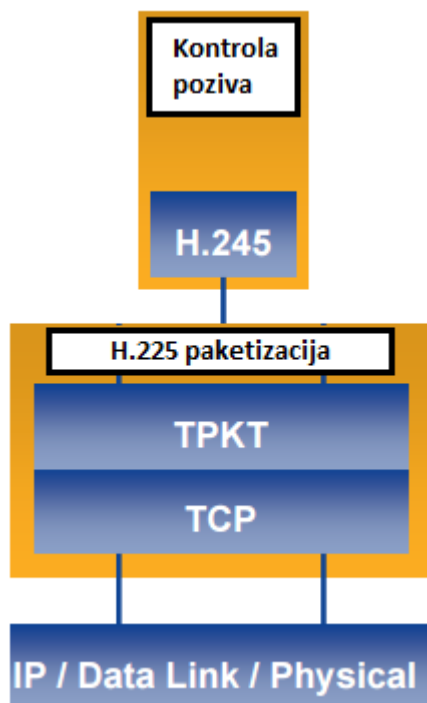 Kontrola
poziva
H.245
H.225 paketizacija
TPKT
TCP
IP / Data Link / Physical